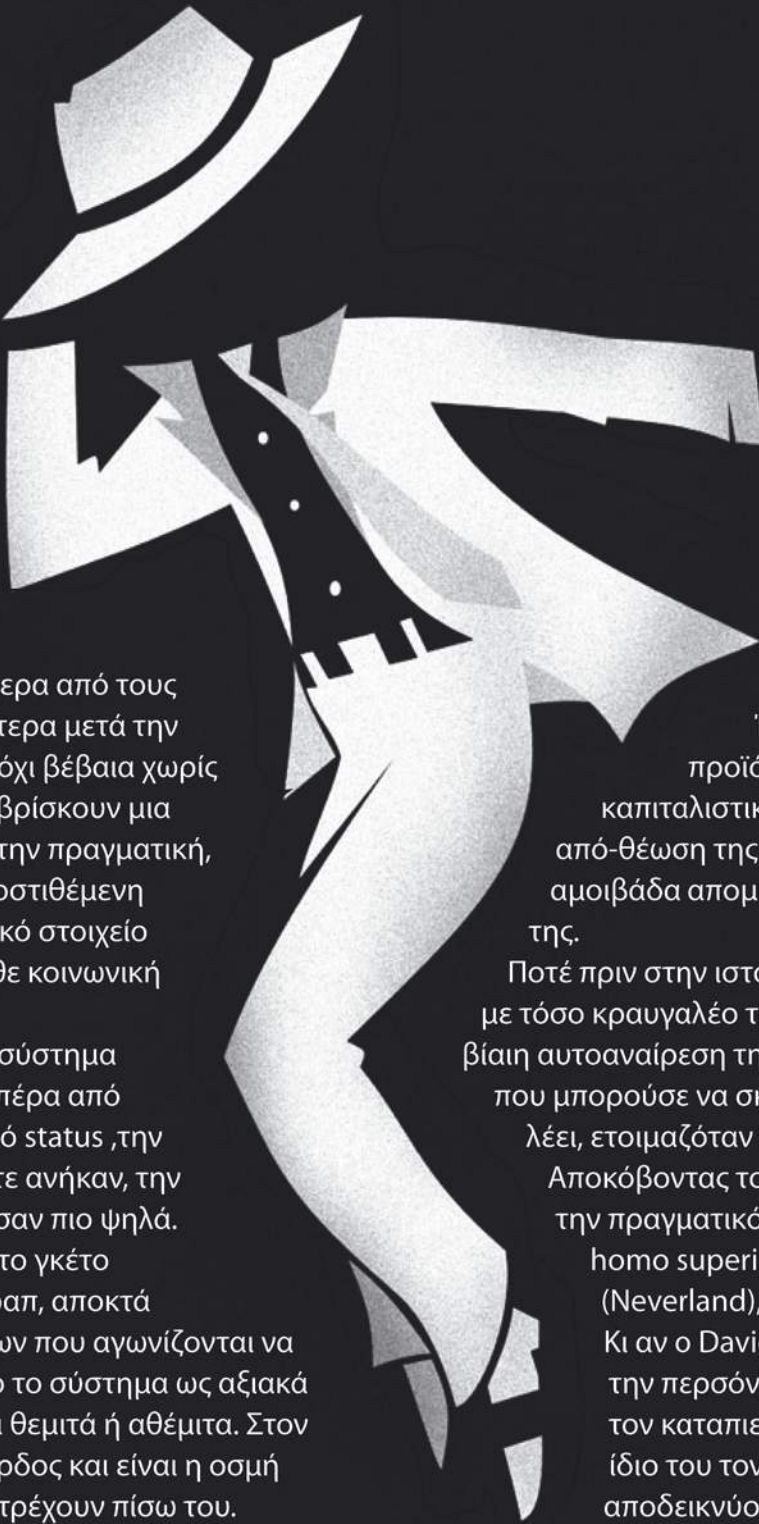 ερα από τους
τερα μετά την
όχι βέβαια χωρίς
βρίσκουν μια
την πραγματική,
οστιθέμενη
κό στοιχείο
θε κοινωνική
σύστημα
πέρα από
ό status ,την
τε ανήκαν, την
σαν πιο ψηλά.
το γκέτο
ραπ, αποκτά
ων που αγωνίζονται να
ο το σύστημα ως αξιακά
ι θεμιτά ή αθέμιτα. Στον
ρδος και είναι η οσμή
τρέχουν πίσω του.
προϊό
καπιταλιστικ
από-θέωση της
αμοιβάδα απομ
της.
Ποτέ πριν στην ιστο
με τόσο κραυγαλέο τ
βίαιη αυτοαναίρεση τη
που μπορούσε να σκ
λέει, ετοιμαζόταν
Αποκόβοντας το
την πραγματικό
homo superi
(Neverland),
Κι αν ο Davi
την περσόν
τον καταπιε
ίδιο του τον
αποδεικνύο